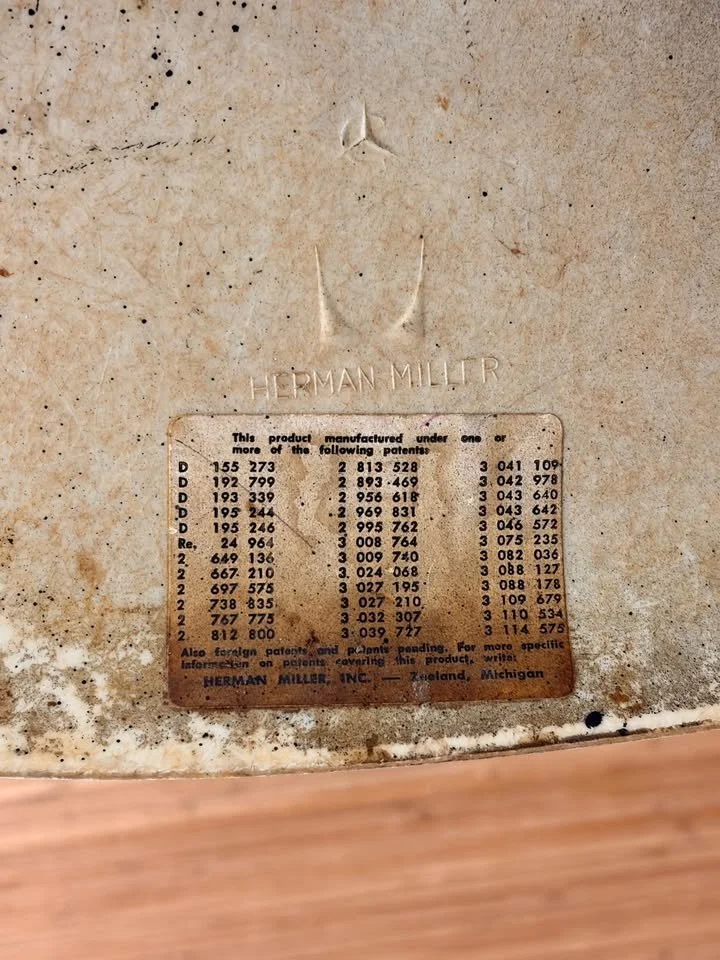 HERMAN MILLER
This product manufactured under one or
more of the following patents:
D 155 273 2 813 528 3 041 109
D 192 799 2 893 469 3 042 978
D 193 339 2 956 618 3 043 640
D 195 244 2 969 831 3 043 642
D 195 246 2 995 762 3 046 572
Re. 24 964 3 008 764 3 075 235
2 649 136 3 009 740 3 082 036
2 667 210 3 024 068 3 088 127
2 697 575 3 027 195 3 088 178
2 738 835 3 027 210 3 109 679
2 767 775 3 032 307 3 110 534
2 812 800 3 039 727 3 114 575
Also foreign patents and patents pending. For more specific
information on patents covering this product, write:
HERMAN MILLER, INC. — Zeeland, Michigan